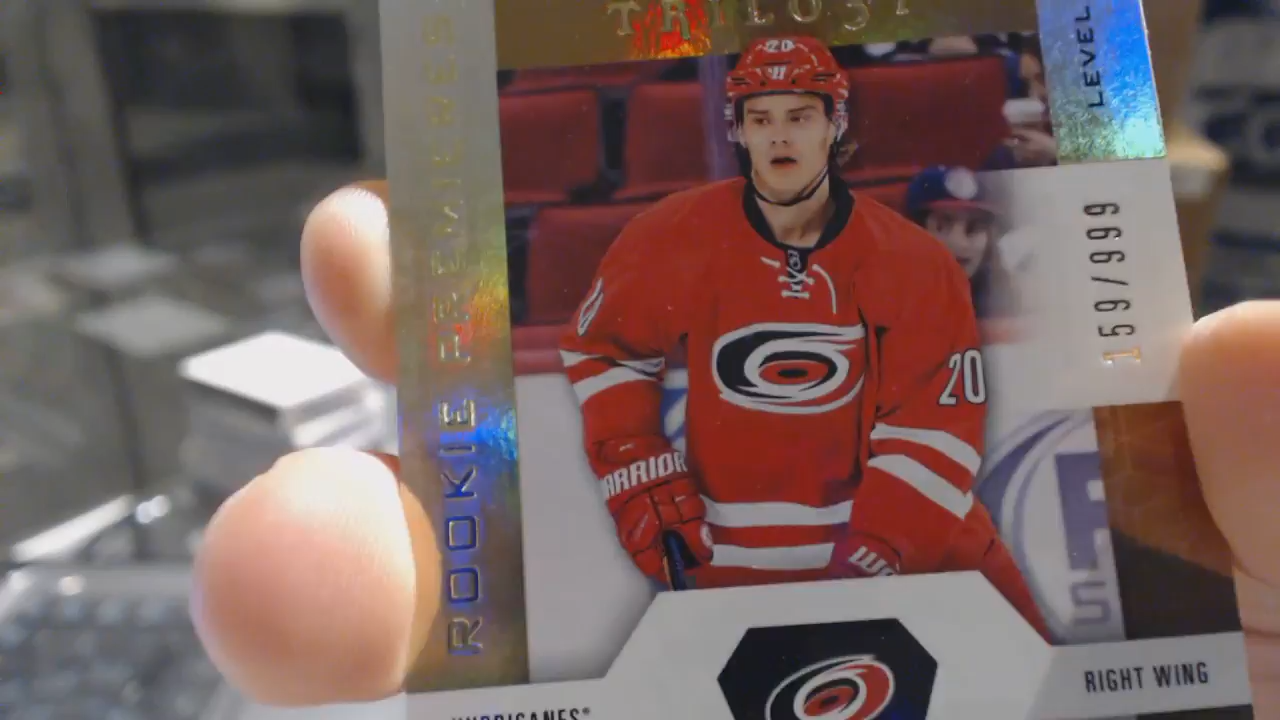 TRILOGY
ROOKIE PREMIERES
LEVEL
159/999
20
20
WARRIOR
HURRICANES
RIGHT WING